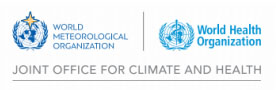 WORLD
METEOROLOGICAL
ORGANIZATION
World Health
Organization
JOINT OFFICE FOR CLIMATE AND HEALTH